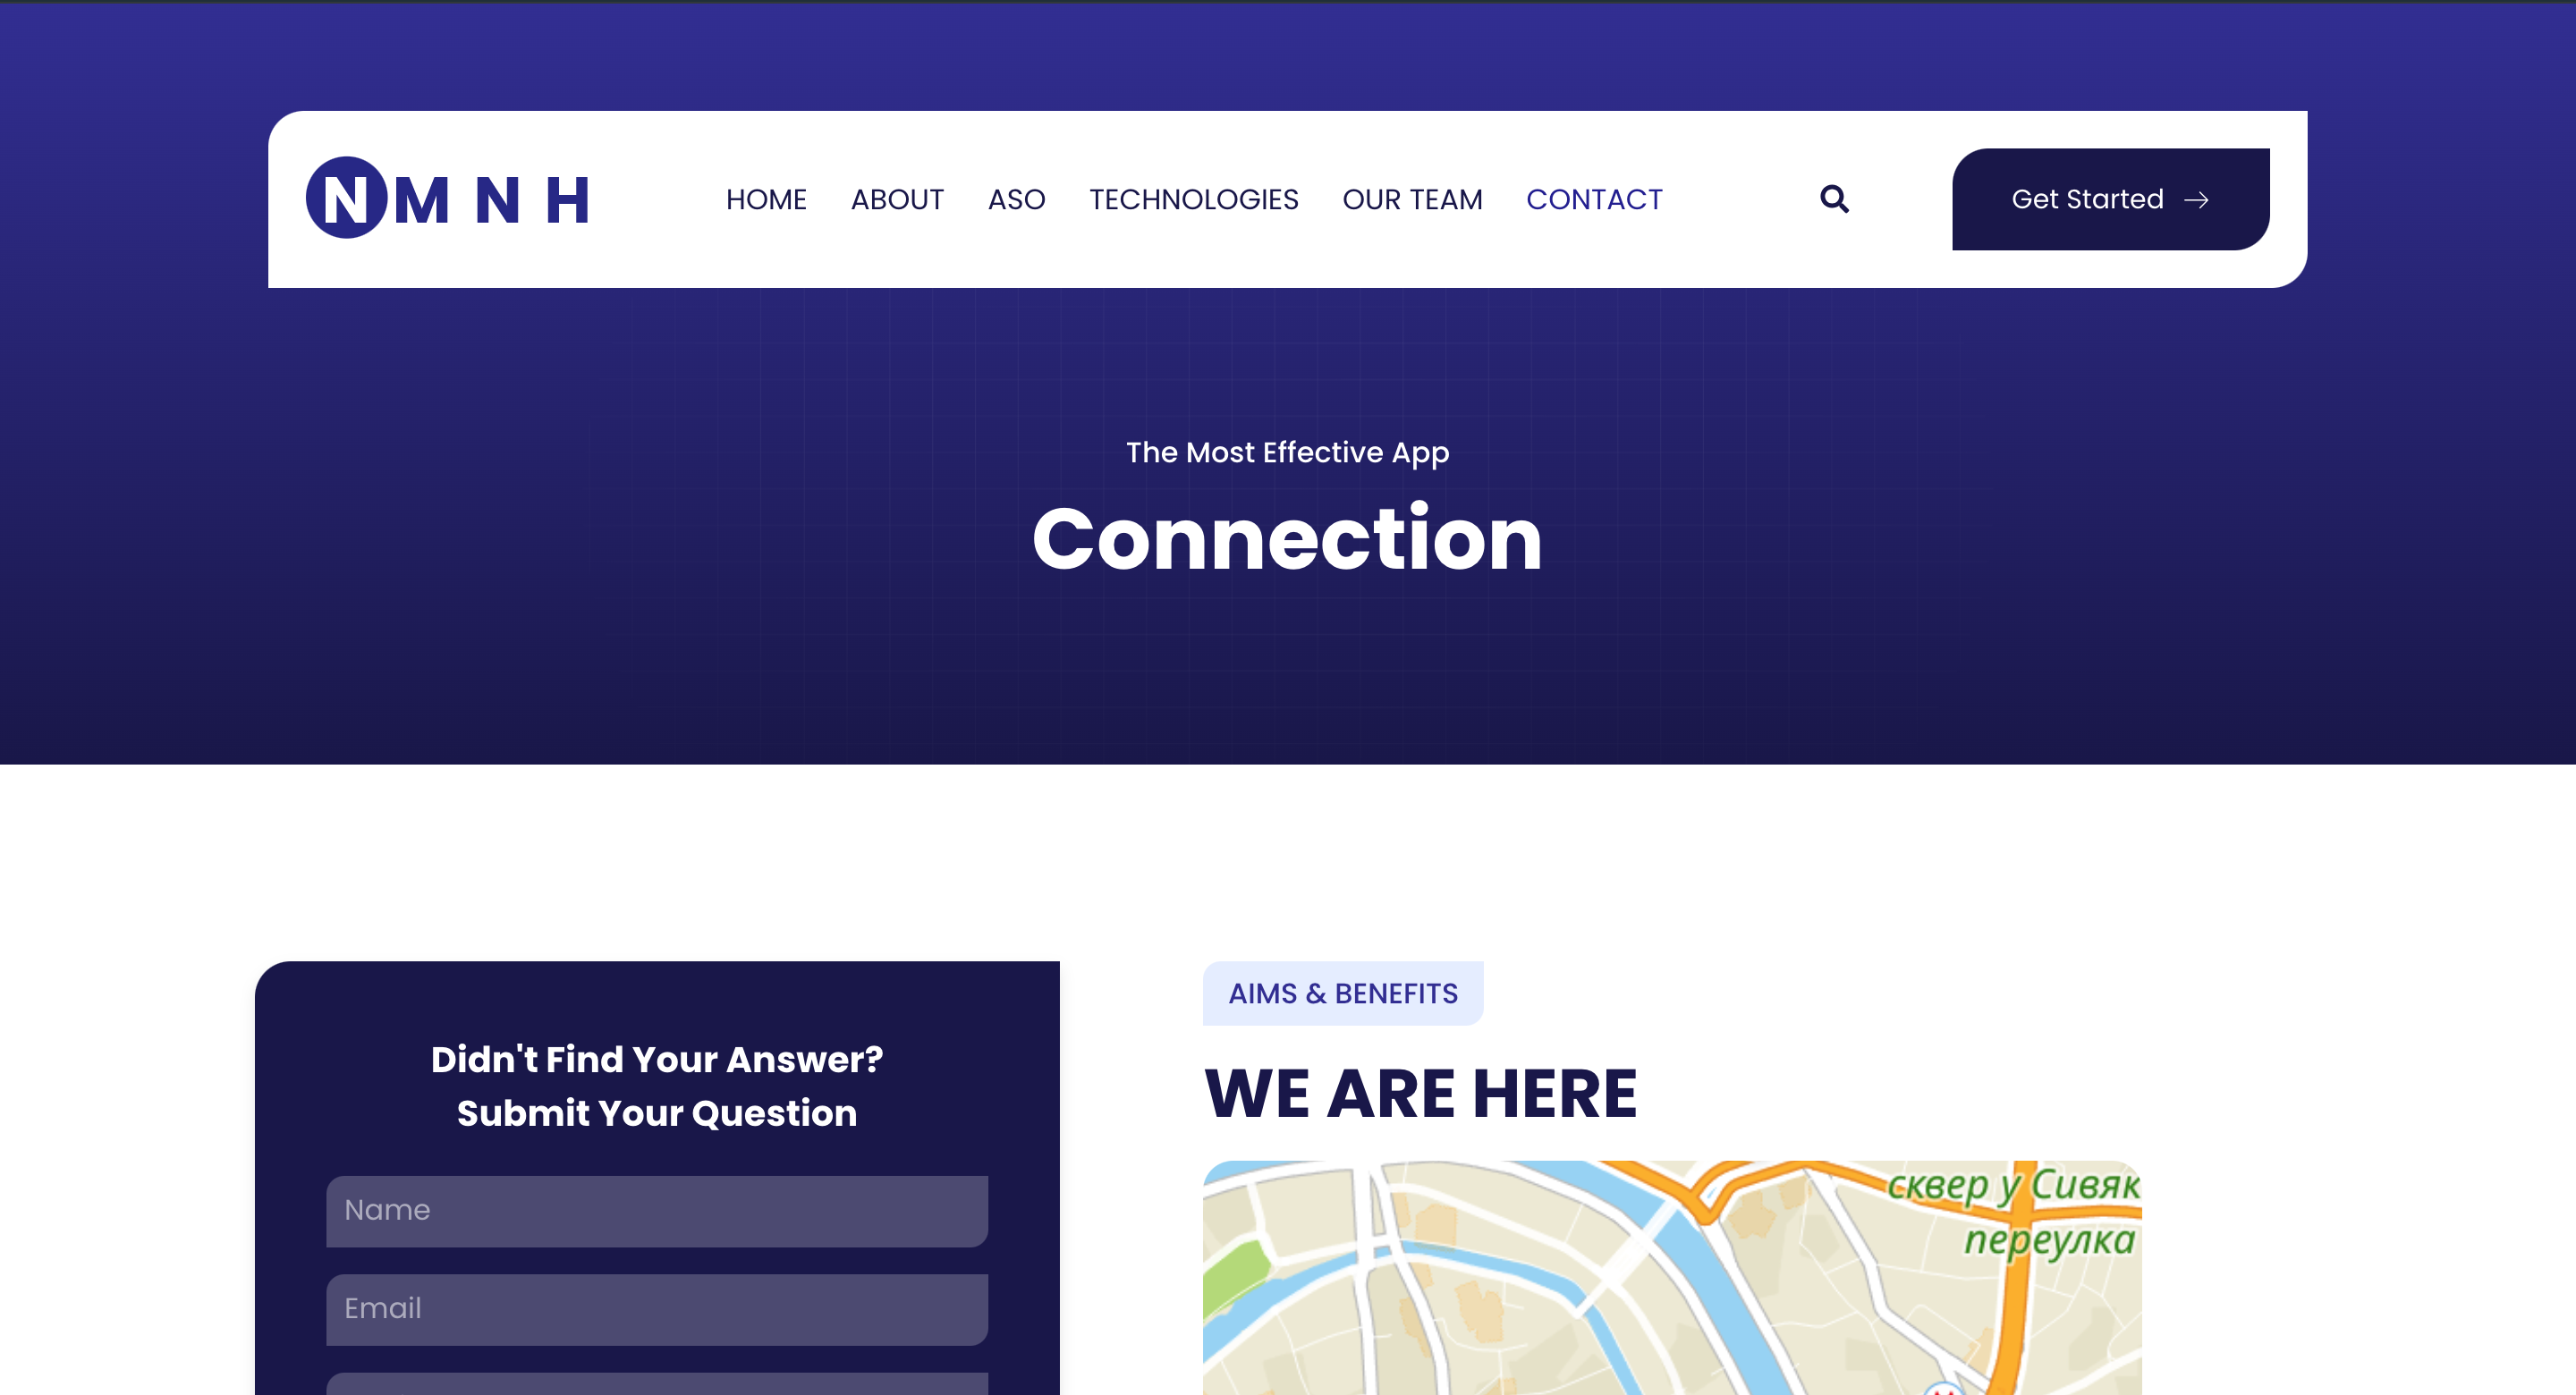 NMNH
HOME ABOUT ASO TECHNOLOGIES OUR TEAM CONTACT
Get Started →
The Most Effective App
Connection
Didn't Find Your Answer?
Submit Your Question
Name
Email
AIMS & BENEFITS
WE ARE HERE
сквер у Сивяк
переулка